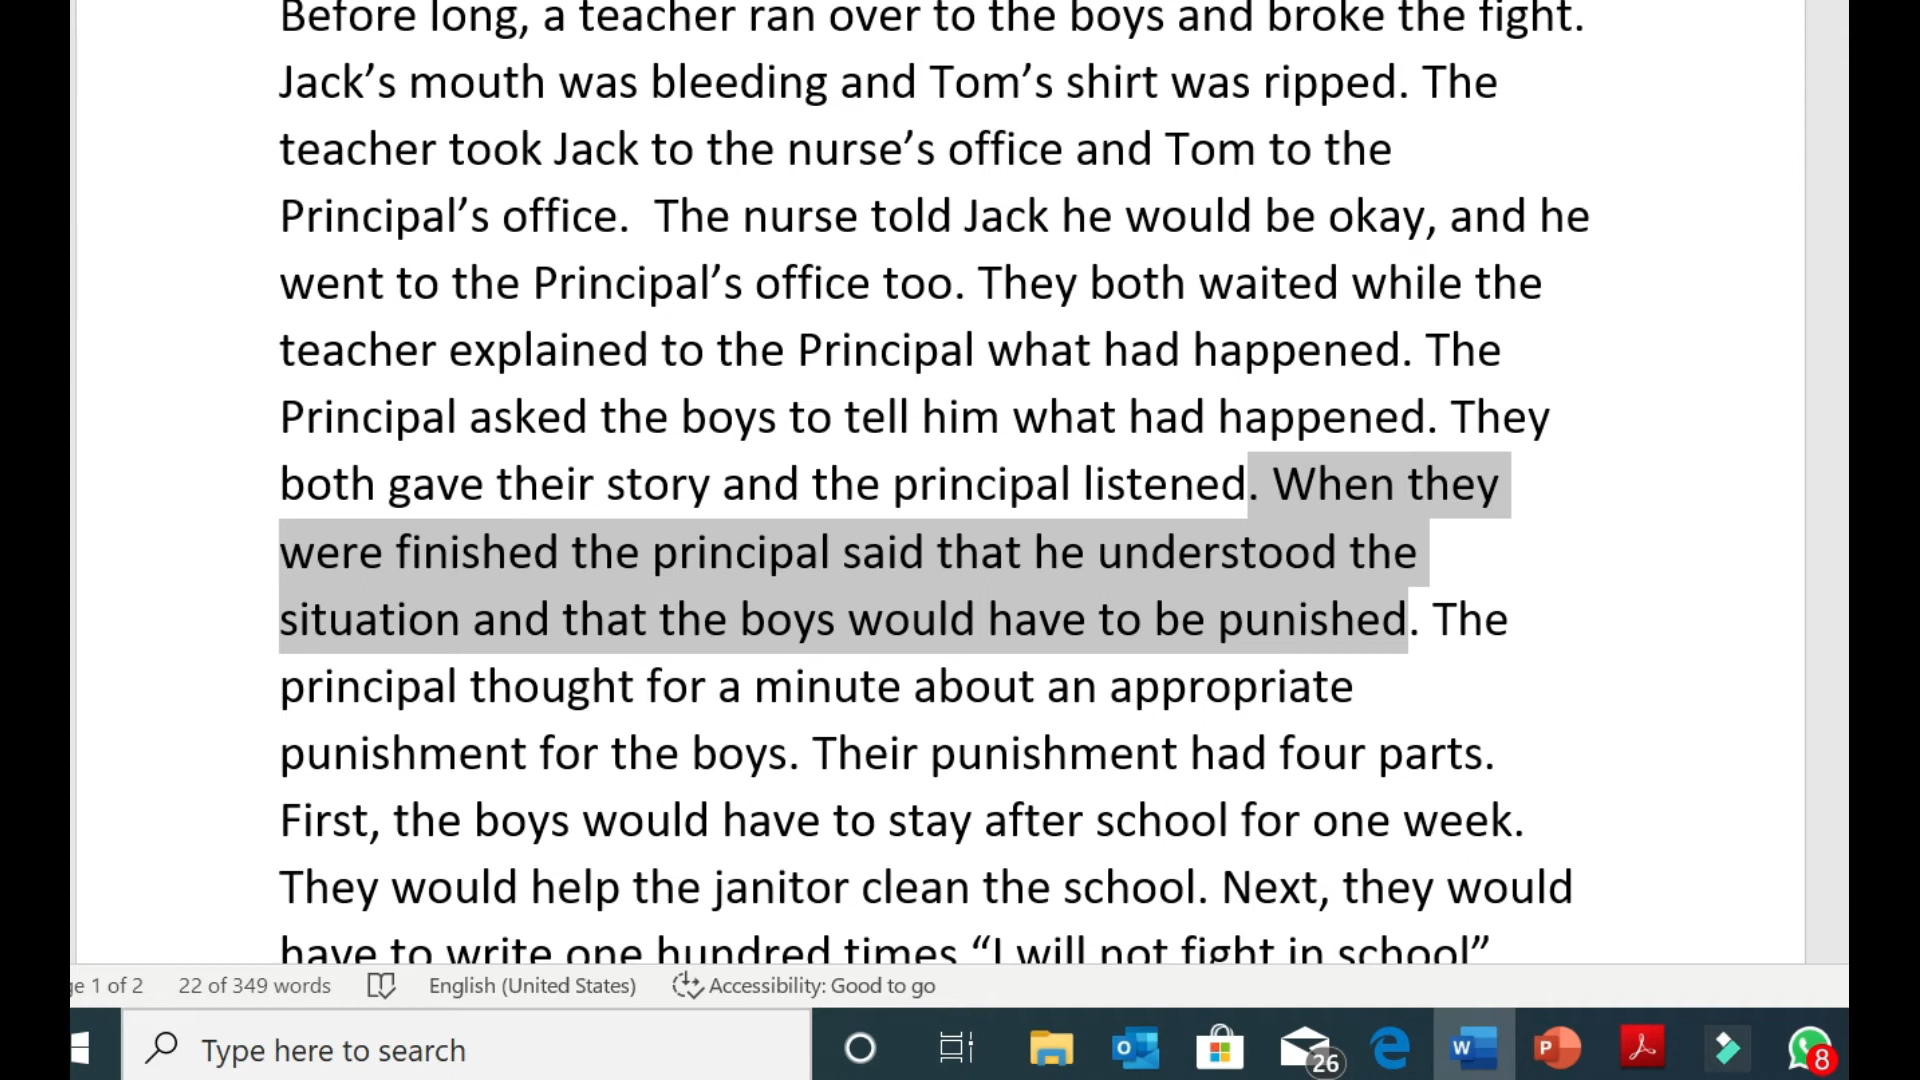 Before long, a teacher ran over to the boys and broke the fight.
Jack’s mouth was bleeding and Tom’s shirt was ripped. The
teacher took Jack to the nurse’s office and Tom to the
Principal’s office.  The nurse told Jack he would be okay, and he
went to the Principal’s office too. They both waited while the
teacher explained to the Principal what had happened. The
Principal asked the boys to tell him what had happened. They
both gave their story and the principal listened. When they
were finished the principal said that he understood the
situation and that the boys would have to be punished. The
principal thought for a minute about an appropriate
punishment for the boys. Their punishment had four parts.
First, the boys would have to stay after school for one week.
They would help the janitor clean the school. Next, they would
have to write one hundred times “I will not fight in school”
ge 1 of 2 22 of 349 words English (United States) Accessibility: Good to go
Type here to search O 26 W P 8